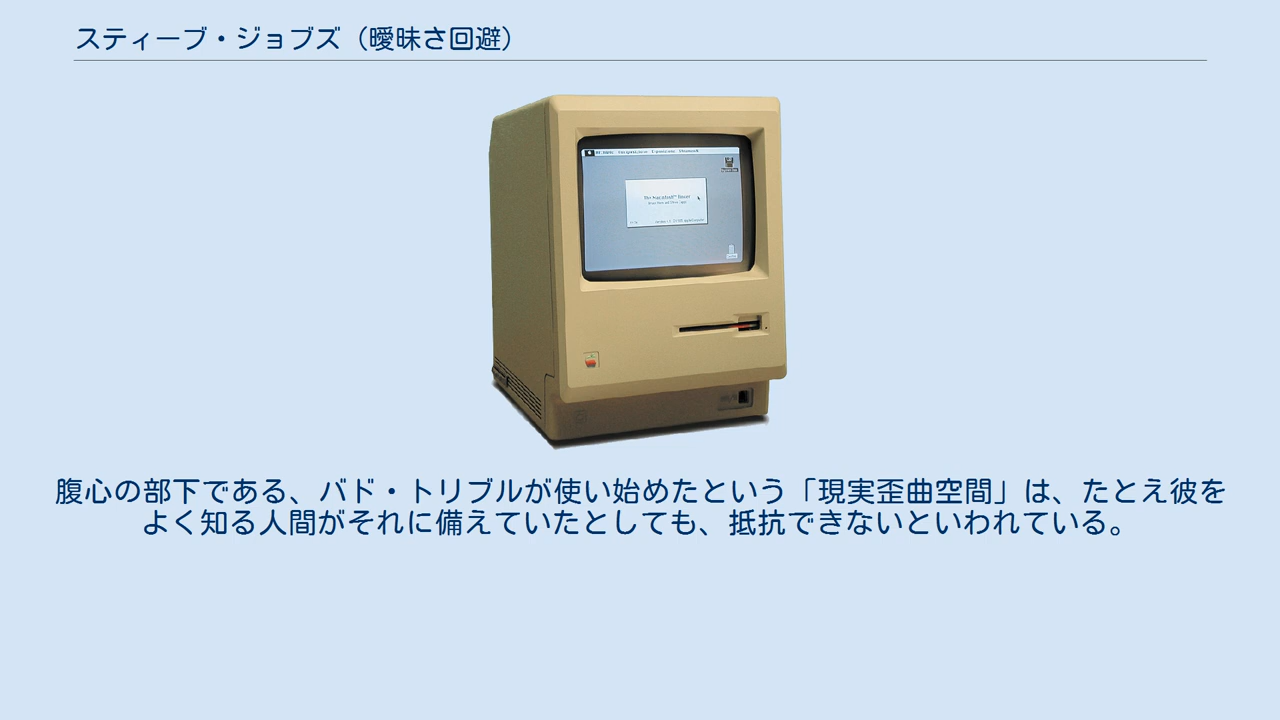 スティーブ・ジョブズ（曖昧さ回避）
腹心の部下である、バド・トリブルが使い始めたという「現実歪曲空間」は、たとえ彼を
よく知る人間がそれに備えていたとしても、抵抗できないといわれている。